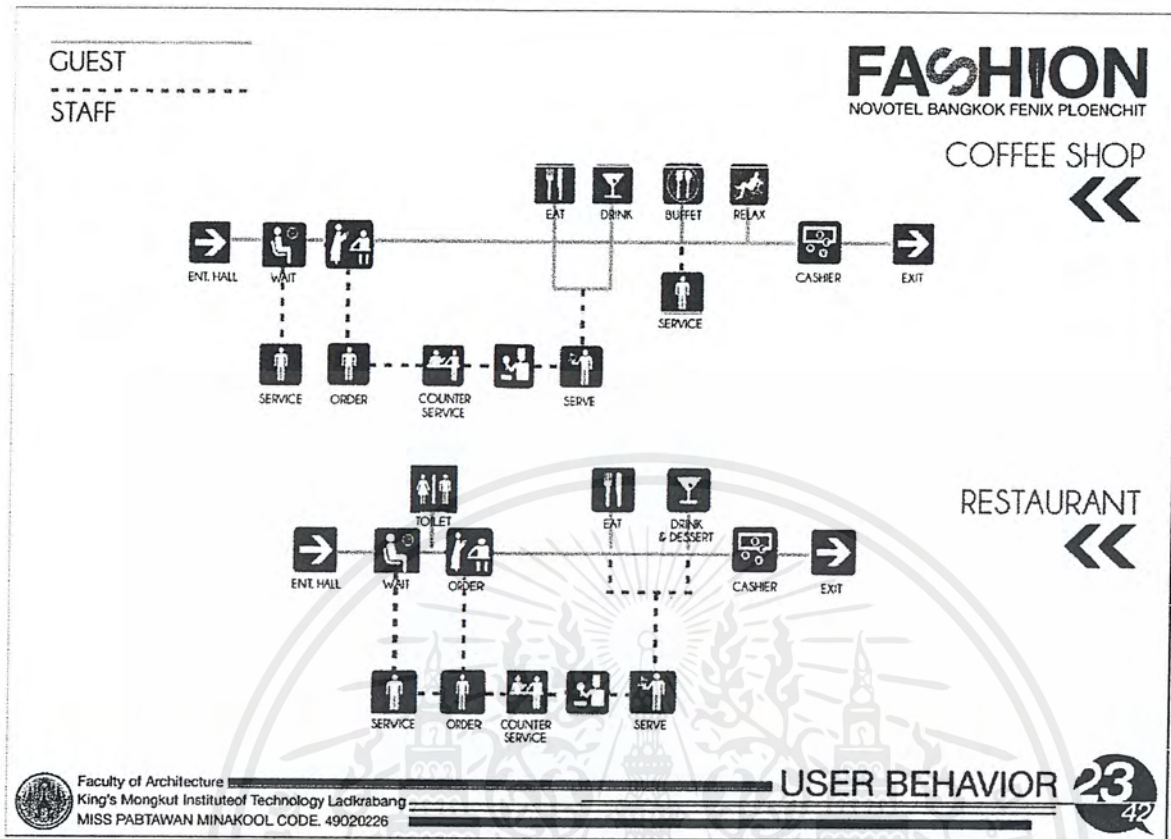 GUEST
STAFF
FASHION
NOVOTEL BANGKOK FENIX PLOENCHIT
COFFEE SHOP
EAT
DRINK
BUFFET
RELAX
ENT. HALL
WAIT
CASHIER
EXIT
SERVICE
SERVICE
ORDER
COUNTER
SERVICE
SERVE
RESTAURANT
TOILET
EAT
DRINK
& DESSERT
ENT. HALL
WAIT
ORDER
CASHIER
EXIT
SERVICE
ORDER
COUNTER
SERVICE
SERVE
Faculty of Architecture
King's Mongkut Instituteof Technology Ladkrabang
MISS PABTAWAN MINAKOOL CODE. 49020226
USER BEHAVIOR
23
42